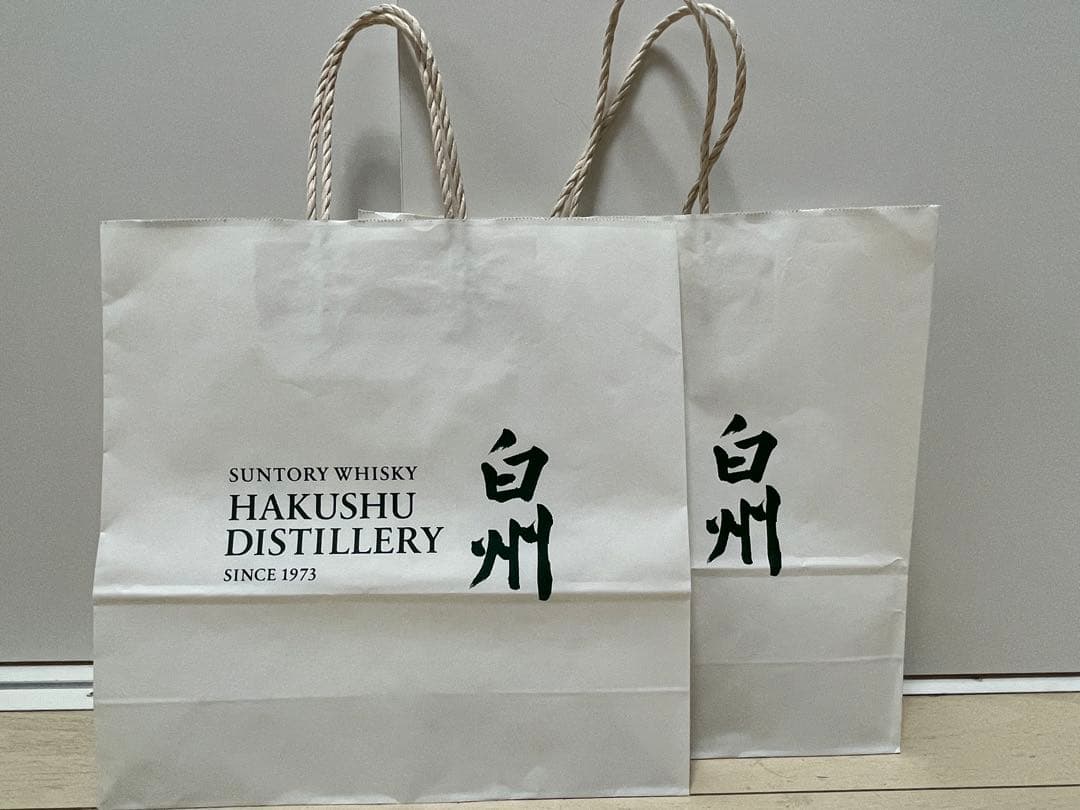 SUNTORY WHISKY
HAKUSHU
DISTILLERY
SINCE 1973
白州
白州